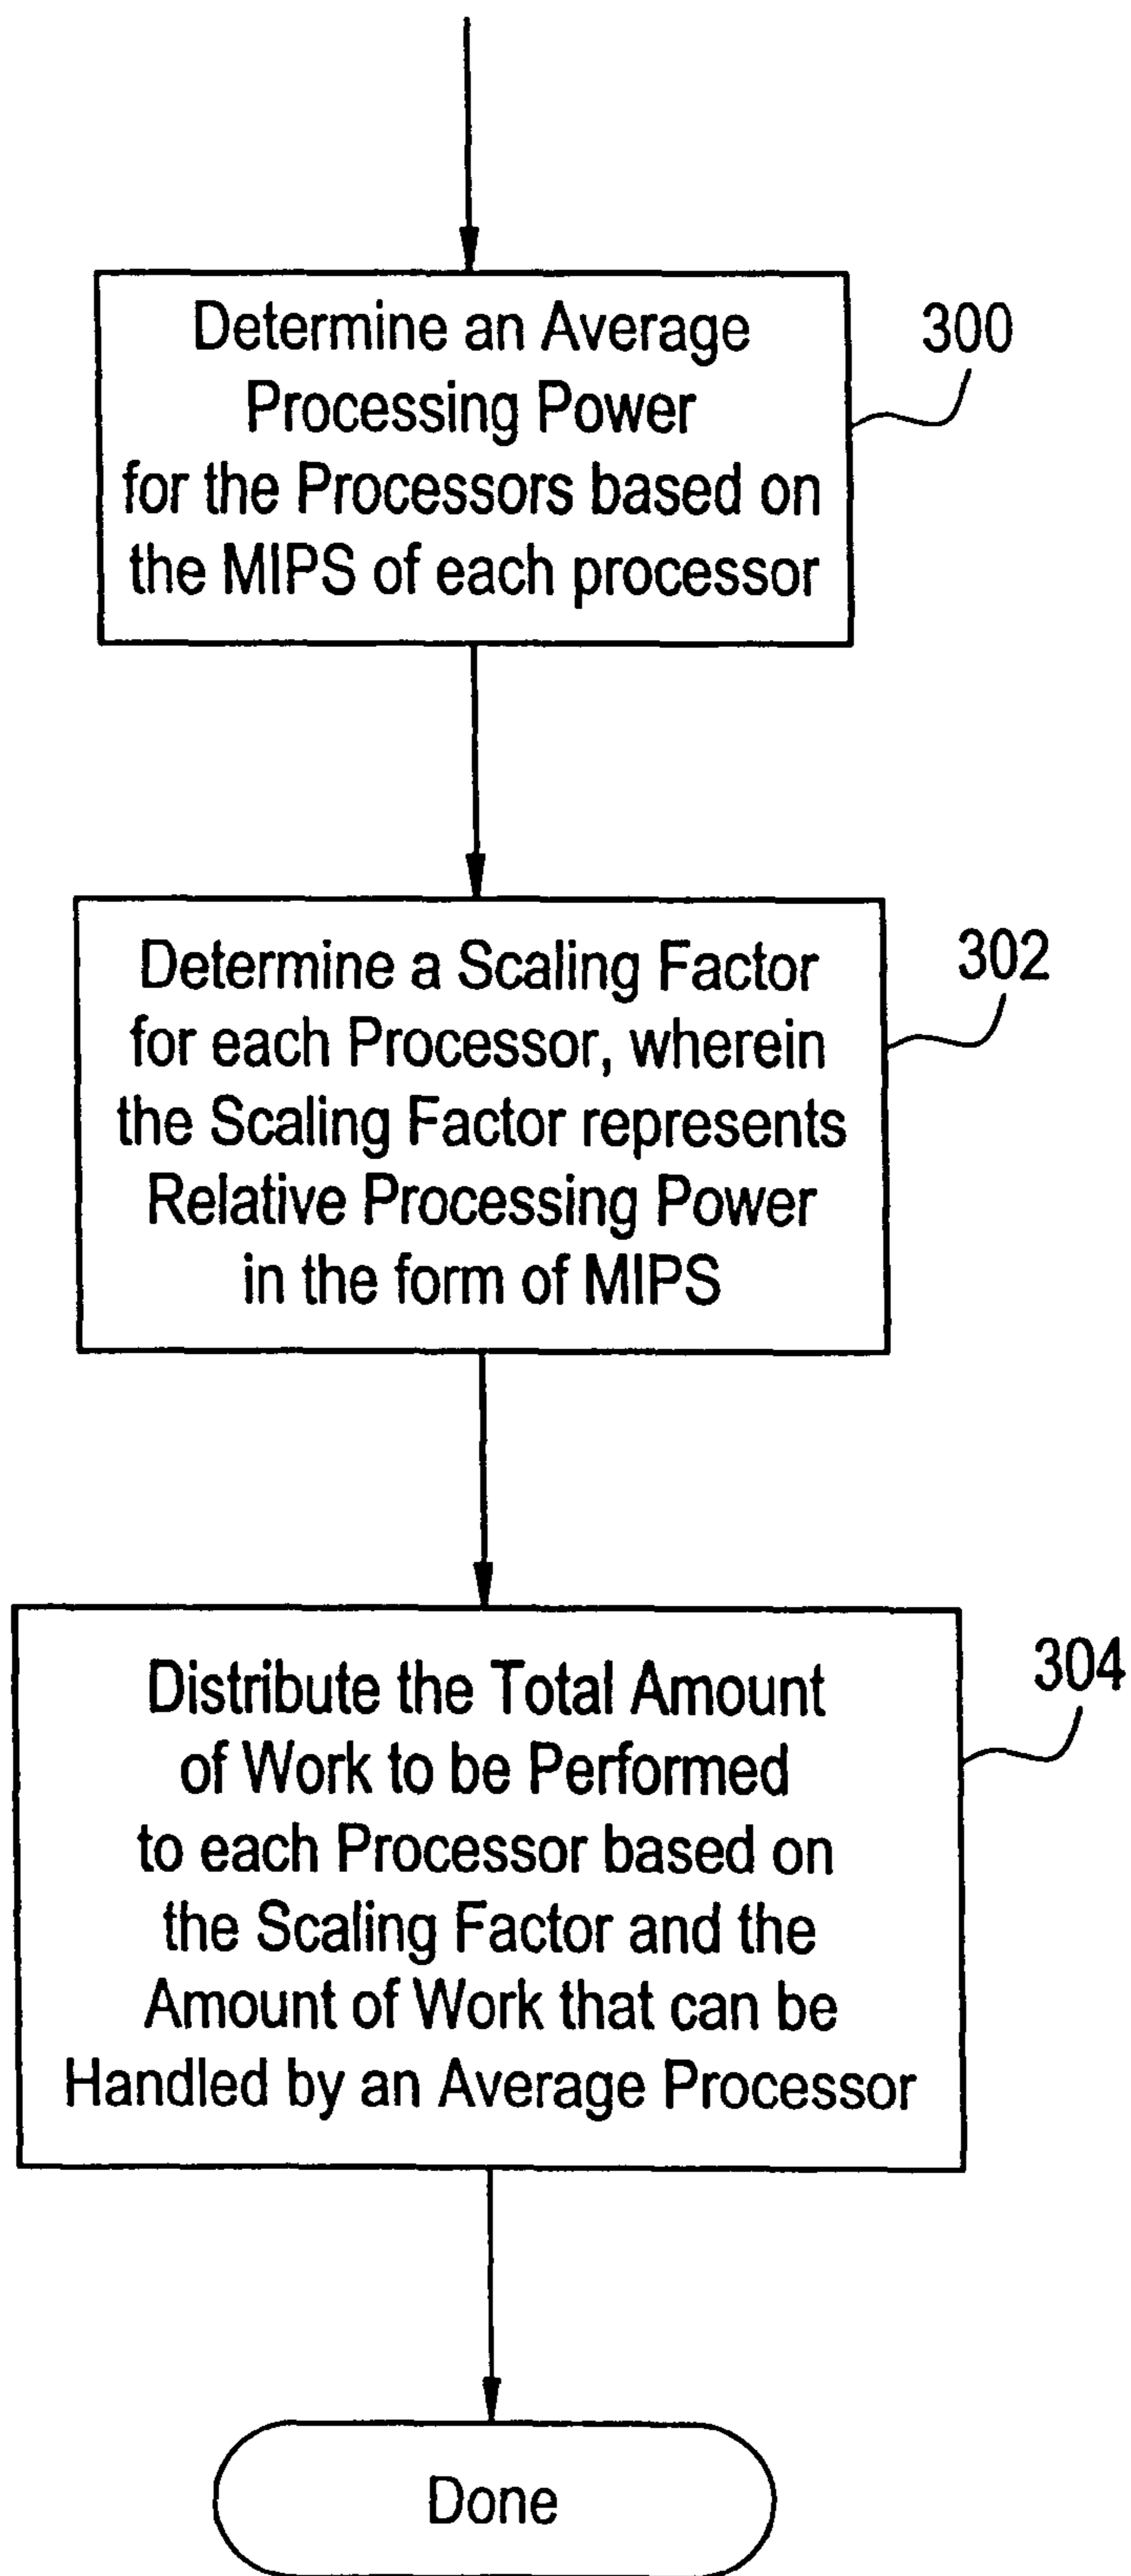 Determine an Average
Processing Power
for the Processors based on
the MIPS of each processor
300
Determine a Scaling Factor
for each Processor, wherein
the Scaling Factor represents
Relative Processing Power
in the form of MIPS
302
Distribute the Total Amount
of Work to be Performed
to each Processor based on
the Scaling Factor and the
Amount of Work that can be
Handled by an Average Processor
304
Done